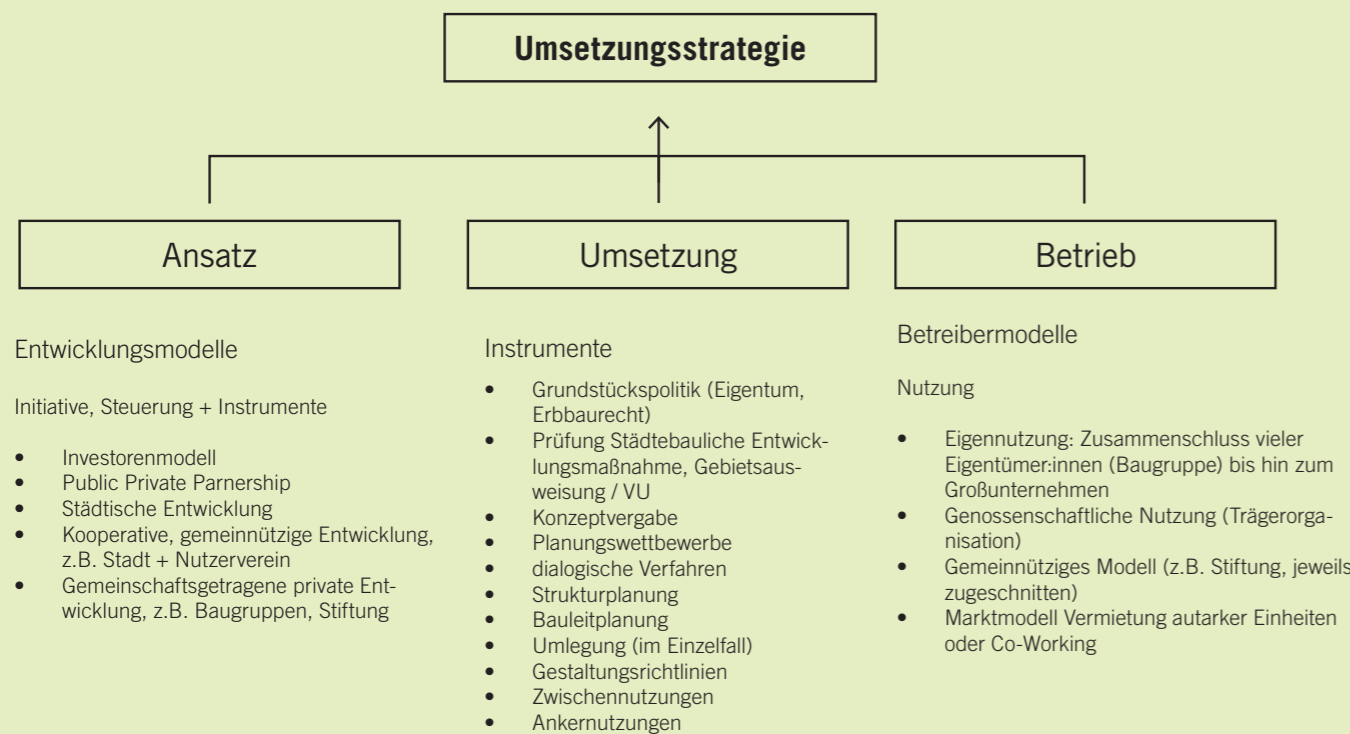 Umsetzungsstrategie
Ansatz
Entwicklungsmodelle
Initiative, Steuerung + Instrumente
• Investorenmodell
• Public Private Parnership
• Städtische Entwicklung
• Kooperative, gemeinnützige Entwicklung,
z.B. Stadt + Nutzerverein
• Gemeinschaftsgetragene private Ent-
wicklung, z.B. Baugruppen, Stiftung
Umsetzung
Instrumente
• Grundstückspolitik (Eigentum,
Erbbaurecht)
• Prüfung Städtebauliche Entwick-
lungsmaßnahme, Gebietsaus-
weisung / VU
• Konzeptvergabe
• Planungswettbewerbe
• dialogische Verfahren
• Strukturplanung
• Bauleitplanung
• Umlegung (im Einzelfall)
• Gestaltungsrichtlinien
• Zwischennutzungen
• Ankernutzungen
Betrieb
Betreibermodelle
Nutzung
• Eigennutzung: Zusammenschluss vieler
Eigentümer:innen (Baugruppe) bis hin zum
Großunternehmen
• Genossenschaftliche Nutzung (Trägerorga-
nisation)
• Gemeinnütziges Modell (z.B. Stiftung, jeweils
zugeschnitten)
• Marktmodell Vermietung autarker Einheiten
oder Co-Working